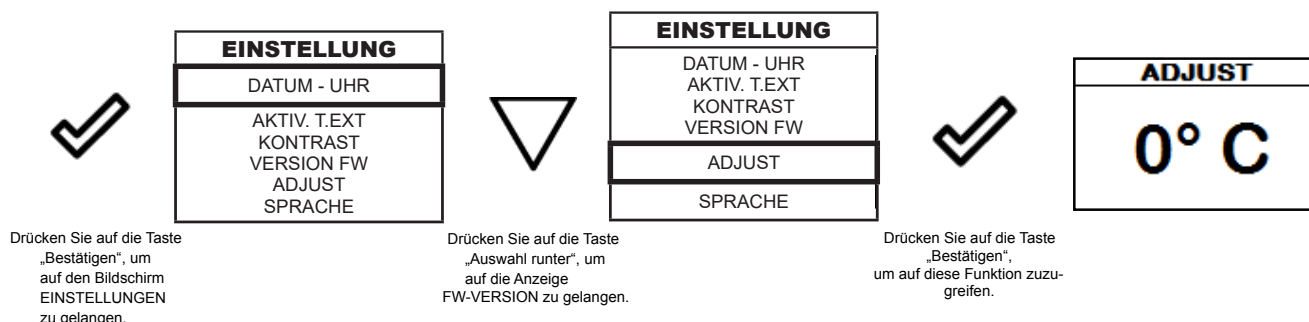 EINSTELLUNG
DATUM - UHR
AKTIV. T.EXT
KONTRAST
VERSION FW
ADJUST
SPRACHE
EINSTELLUNG
DATUM - UHR
AKTIV. T.EXT
KONTRAST
VERSION FW
ADJUST
SPRACHE
ADJUST
0° C
Drücken Sie auf die Taste
„Bestätigen“, um
auf den Bildschirm
EINSTELLUNGEN
zu gelangen.
Drücken Sie auf die Taste
„Auswahl runter“, um
auf die Anzeige
FW-VERSION zu gelangen.
Drücken Sie auf die Taste
„Bestätigen“,
um auf diese Funktion zuzu-
greifen.